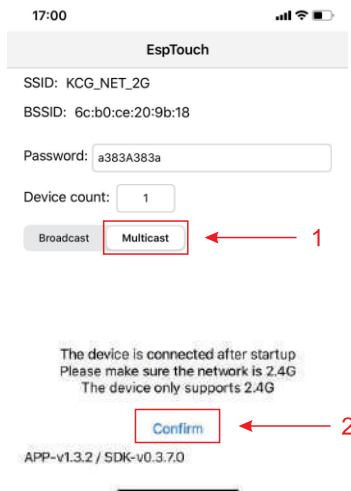 17:00
EspTouch
SSID: KCG_NET_2G
BSSID: 6c:b0:ce:20:9b:18
Password: a383A383a
Device count: 1
Broadcast Multicast 1
The device is connected after startup
Please make sure the network is 2.4G
The device only supports 2.4G
Confirm 2
APP-v1.3.2 / SDK-v0.3.7.0